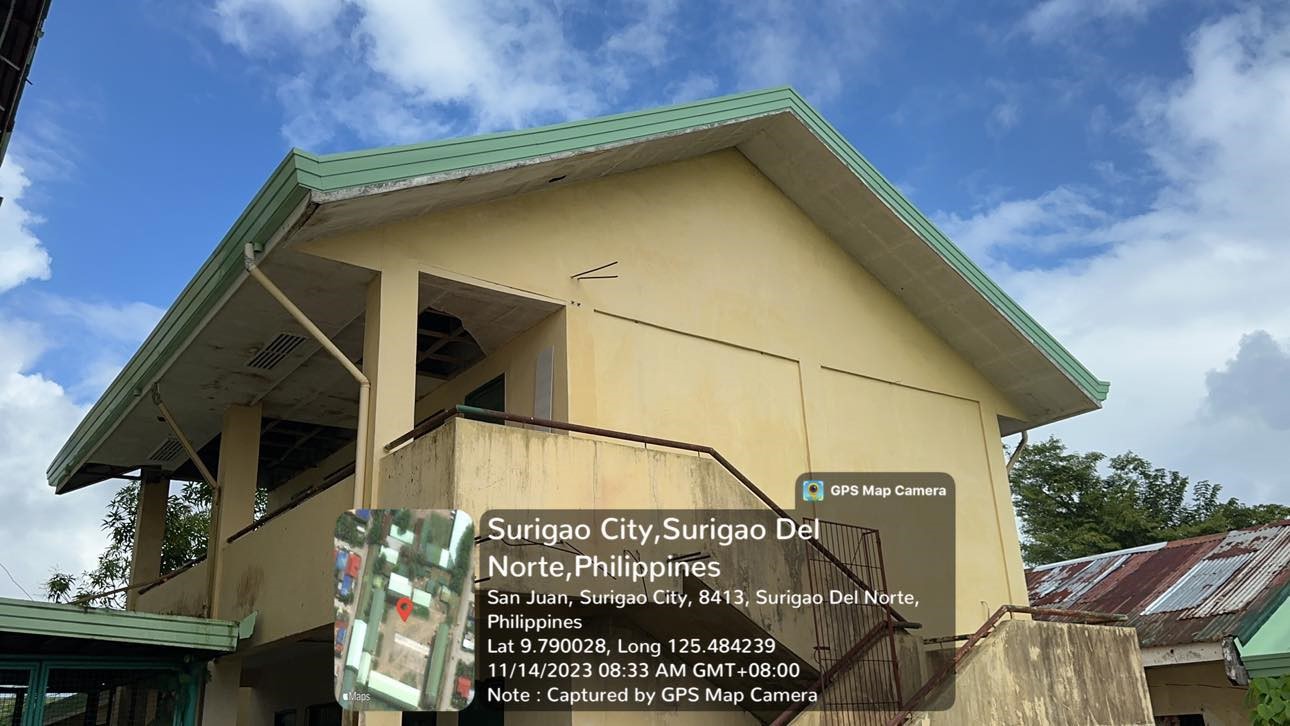 GPS Map Camera
Surigao City,Surigao Del
Norte,Philippines
San Juan, Surigao City, 8413, Surigao Del Norte,
Philippines
Lat 9.790028, Long 125.484239
11/14/2023 08:33 AM GMT+08:00
Note : Captured by GPS Map Camera
Maps